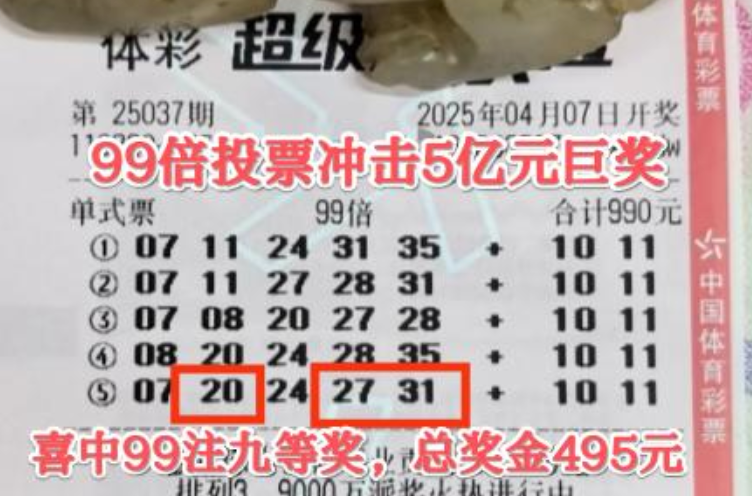 体彩 超级
体育彩票
第 25037期 2025年04月07日开奖
99倍投票冲击5亿元巨奖
单式票 99倍 合计990元
① 07 11 24 31 35 + 10 11
② 07 11 27 28 31 + 10 11
③ 07 08 20 27 28 + 10 11
④ 08 20 24 28 35 + 10 11
⑤ 07 20 24 27 31 + 10 11
中国体育彩票
喜中99注九等奖，总奖金495元
排列3，9000万派奖火热进行中